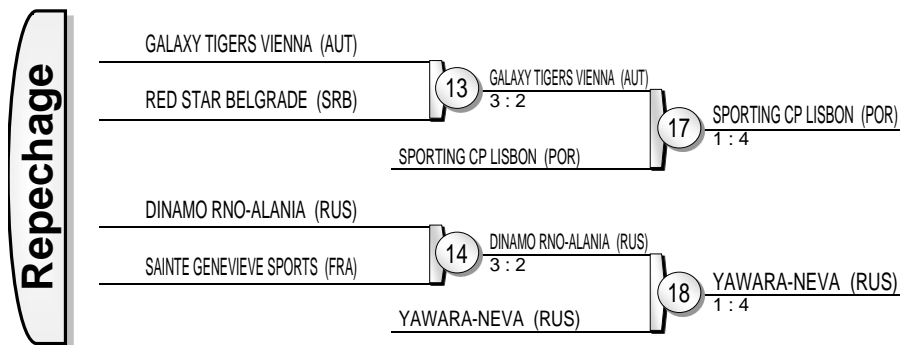 Repechage
GALAXY TIGERS VIENNA (AUT)
RED STAR BELGRADE (SRB)
13
GALAXY TIGERS VIENNA (AUT)
3 : 2
SPORTING CP LISBON (POR)
17
SPORTING CP LISBON (POR)
1 : 4
DINAMO RNO-ALANIA (RUS)
SAINTE GENEVIEVE SPORTS (FRA)
14
DINAMO RNO-ALANIA (RUS)
3 : 2
YAWARA-NEVA (RUS)
18
YAWARA-NEVA (RUS)
1 : 4